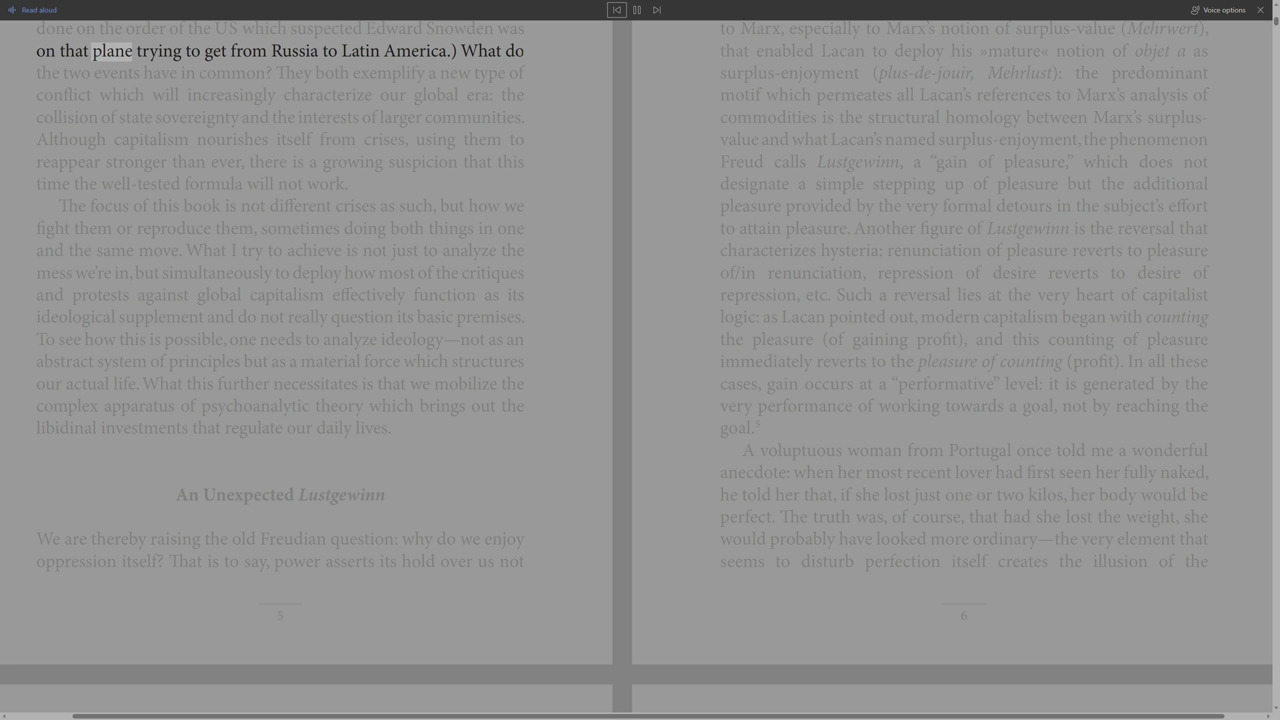 Read aloud
Voice options
done on the order of the US which suspected Edward Snowden was
on that plane trying to get from Russia to Latin America.) What do
the two events have in common? They both exemplify a new type of
conflict which will increasingly characterize our global era: the
collision of state sovereignty and the interests of larger communities.
Although capitalism nourishes itself from crises, using them to
reappear stronger than ever, there is a growing suspicion that this
time the well-tested formula will not work.
The focus of this book is not different crises as such, but how we
fight them or reproduce them, sometimes doing both things in one
and the same move. What I try to achieve is not just to analyze the
mess we're in, but simultaneously to deploy how most of the critiques
and protests against global capitalism effectively function as its
ideological supplement and do not really question its basic premises.
To see how this is possible, one needs to analyze ideology—not as an
abstract system of principles but as a material force which structures
our actual life. What this further necessitates is that we mobilize the
complex apparatus of psychoanalytic theory which brings out the
libidinal investments that regulate our daily lives.
An Unexpected Lustgewinn
We are thereby raising the old Freudian question: why do we enjoy
oppression itself? That is to say, power asserts its hold over us not
5
to Marx, especially to Marx's notion of surplus-value (Mehrwert),
that enabled Lacan to deploy his »mature« notion of objet a as
surplus-enjoyment (plus-de-jouir, Mehrlust): the predominant
motif which permeates all Lacan's references to Marx's analysis of
commodities is the structural homology between Marx's surplus-
value and what Lacan's named surplus-enjoyment, the phenomenon
Freud calls Lustgewinn, a “gain of pleasure,” which does not
designate a simple stepping up of pleasure but the additional
pleasure provided by the very formal detours in the subject's effort
to attain pleasure. Another figure of Lustgewinn is the reversal that
characterizes hysteria: renunciation of pleasure reverts to pleasure
of/in renunciation, repression of desire reverts to desire of
repression, etc. Such a reversal lies at the very heart of capitalist
logic: as Lacan pointed out, modern capitalism began with counting
the pleasure (of gaining profit), and this counting of pleasure
immediately reverts to the pleasure of counting (profit). In all these
cases, gain occurs at a “performative” level: it is generated by the
very performance of working towards a goal, not by reaching the
goal.⁵
A voluptuous woman from Portugal once told me a wonderful
anecdote: when her most recent lover had first seen her fully naked,
he told her that, if she lost just one or two kilos, her body would be
perfect. The truth was, of course, that had she lost the weight, she
would probably have looked more ordinary—the very element that
seems to disturb perfection itself creates the illusion of the
6